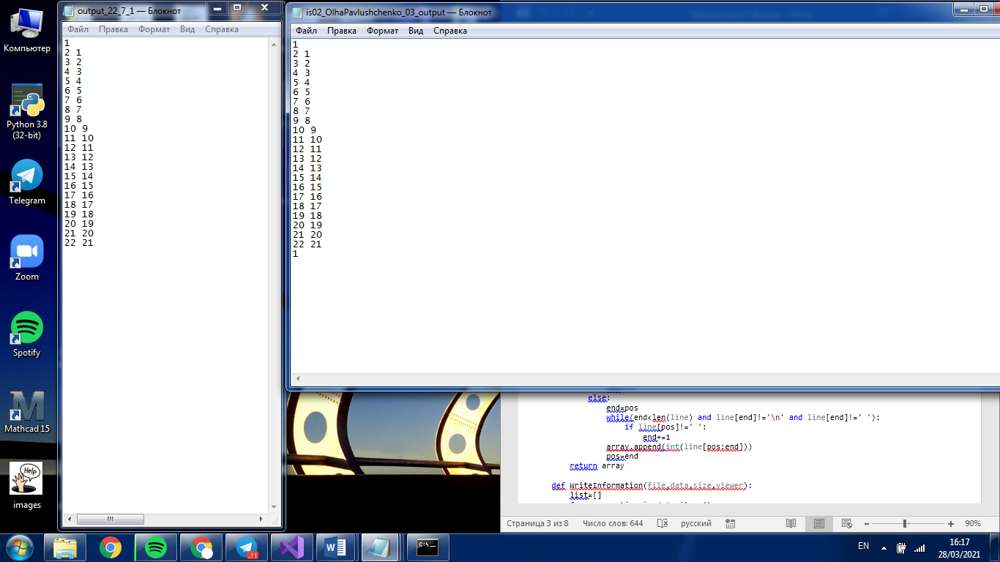 Компьютер
Python 3.8
(32-bit)
Telegram
Zoom
Spotify
Mathcad 15
Help
images
output_22_7_1 — Блокнот
Файл Правка Формат Вид Справка
1
2 1
3 2
4 3
5 4
6 5
7 6
8 7
9 8
10 9
11 10
12 11
13 12
14 13
15 14
16 15
17 16
18 17
19 18
20 19
21 20
22 21
is02_OlhaPavlushchenko_03_output — Блокнот
Файл Правка Формат Вид Справка
1
2 1
3 2
4 3
5 4
6 5
7 6
8 7
9 8
10 9
11 10
12 11
13 12
14 13
15 14
16 15
17 16
18 17
19 18
20 19
21 20
22 21
1
else:
end=pos
while(end<len(line) and line[end]!='\n' and line[end]!=' '):
if line[pos]!=' ':
end+=1
array.append(int(line[pos:end]))
pos=end
return array
def WriteInformation(file,data,size,viewer):
list=[]
Страница 3 из 8 Число слов: 644 русский 90%
11
EN 16:17
28/03/2021